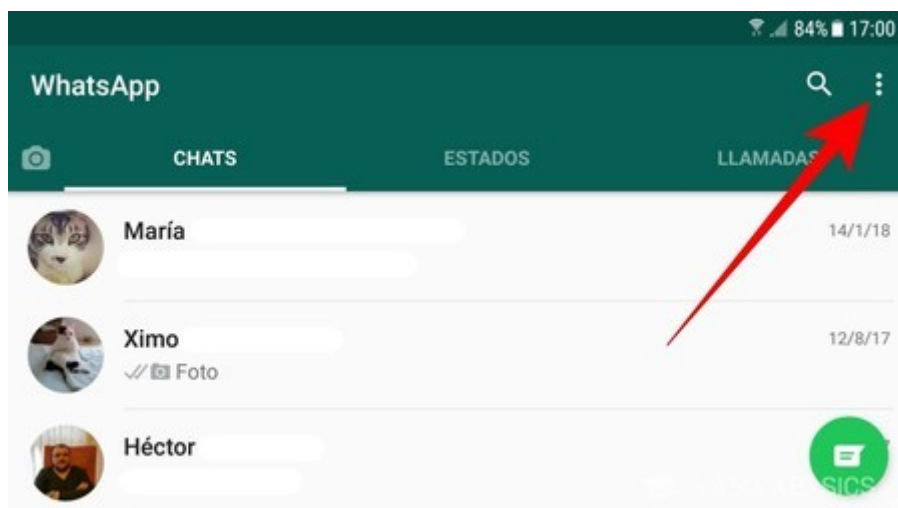 84% 17:00
WhatsApp
CHATS ESTADOS LLAMADAS
María 14/1/18
Ximo 12/8/17
Foto
Héctor